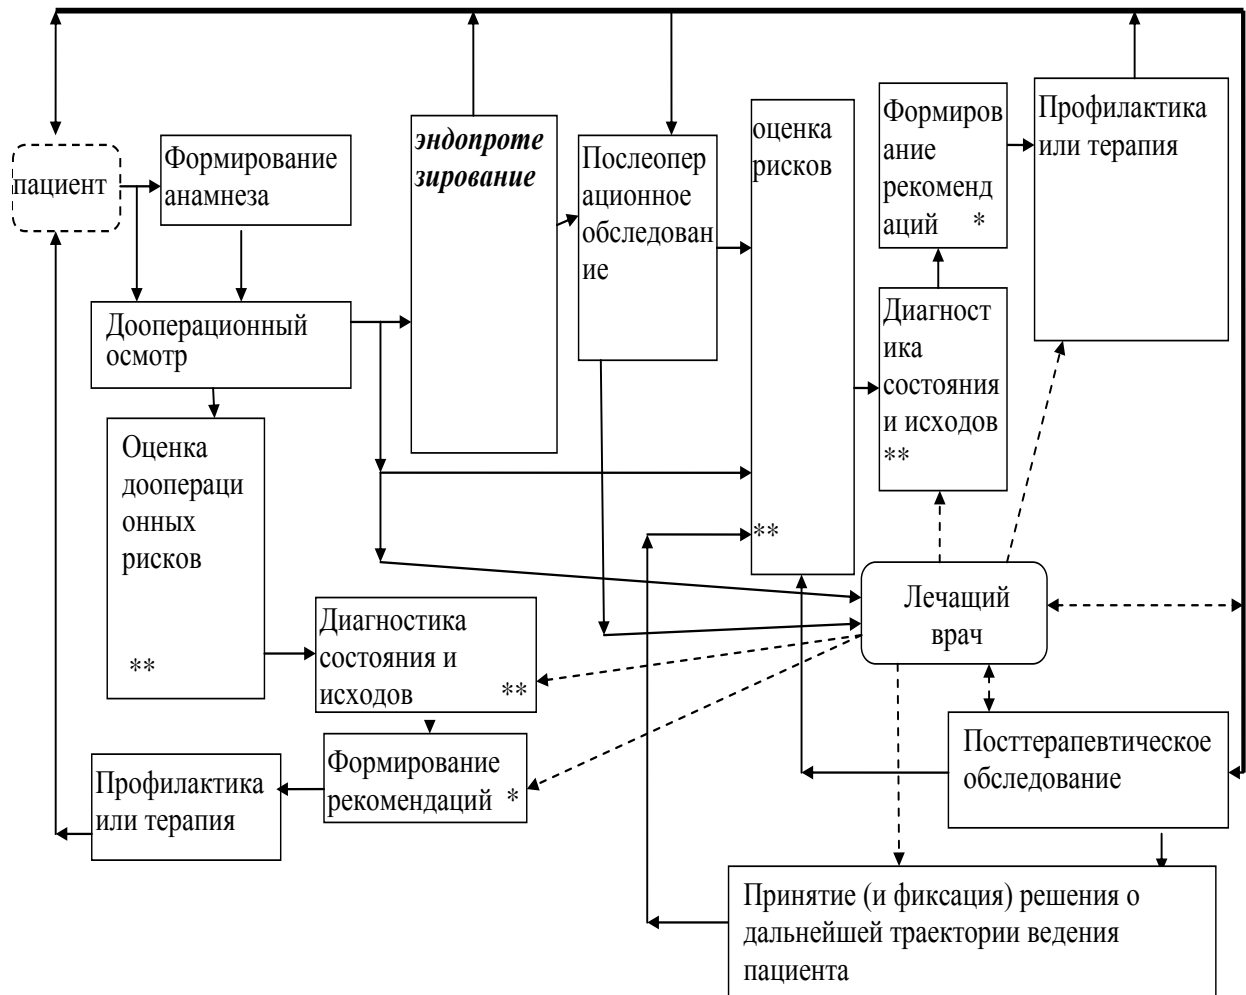 пациент
Формирование
анамнеза
Дооперационный
осмотр
Оценка
доопераци
онных
рисков
**
эндопроте
зирование
Послеопер
ационное
обследован
ие
оценка
рисков
**
Формиров
ание
рекоменд
аций *
Профилактика
или терапия
Диагност
ика
состояния
и исходов
**
Лечащий
врач
Диагностика
состояния и
исходов **
Формирование
рекомендаций *
Профилактика
или терапия
Посттерапевтическое
обследование
Принятие (и фиксация) решения о
дальнейшей траектории ведения
пациента